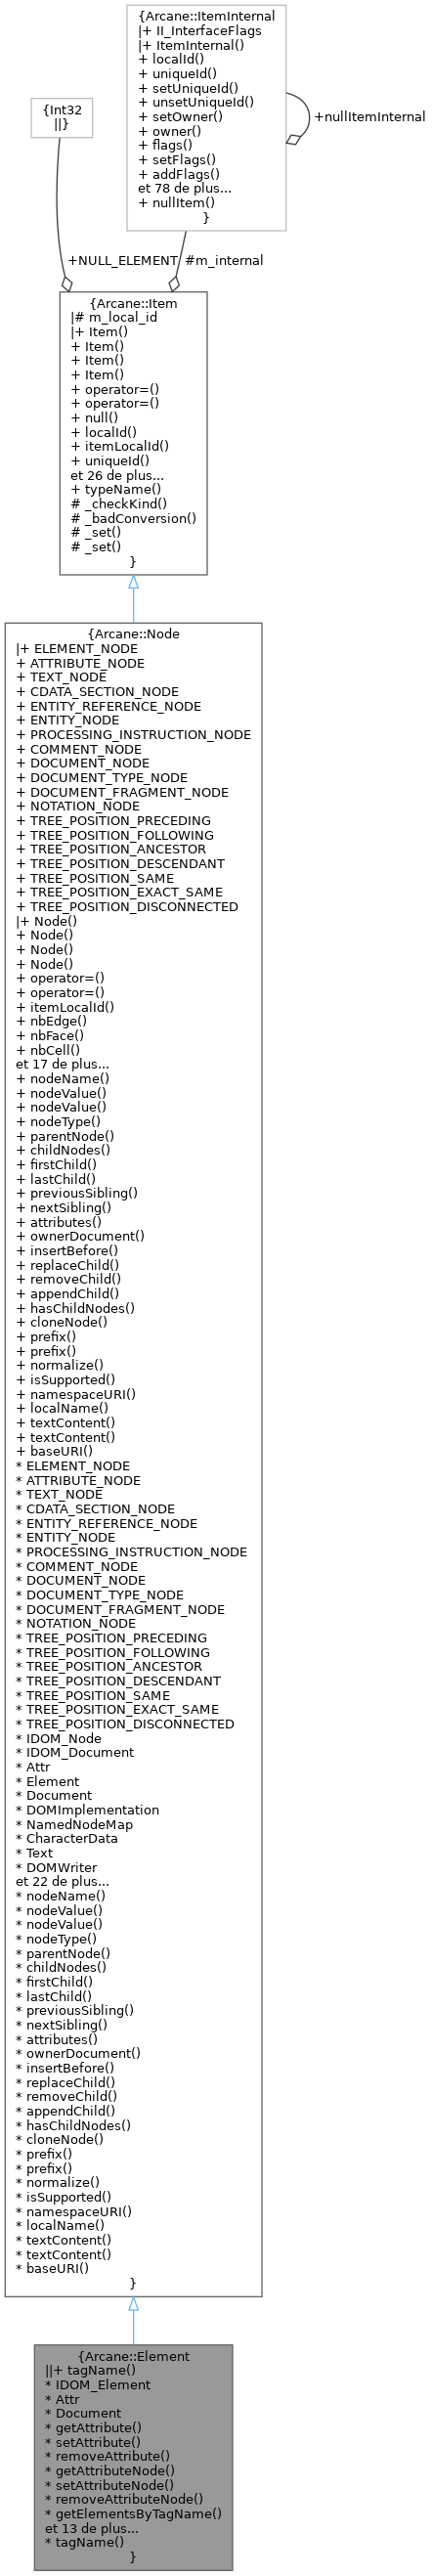 {Arcane::ItemInternal
|+ II_InterfaceFlags
|+ ItemInternal()
+ localId()
+ uniqueId()
+ setUniqueId()
+ unsetUniqueId()
+ setOwner()
+ owner()
+ flags()
+ setFlags()
+ addFlags()
et 78 de plus...
+ nullItem()
}
+nullItemInternal
{Int32
||}
+NULL_ELEMENT
#m_internal
{Arcane::Item
|# m_local_id
|+ Item()
+ Item()
+ Item()
+ Item()
+ operator=()
+ operator=()
+ null()
+ localId()
+ itemLocalId()
+ uniqueId()
et 26 de plus...
+ typeName()
# _checkKind()
# _badConversion()
# _set()
# _set()
}
{Arcane::Node
|+ ELEMENT_NODE
+ ATTRIBUTE_NODE
+ TEXT_NODE
+ CDATA_SECTION_NODE
+ ENTITY_REFERENCE_NODE
+ ENTITY_NODE
+ PROCESSING_INSTRUCTION_NODE
+ COMMENT_NODE
+ DOCUMENT_NODE
+ DOCUMENT_TYPE_NODE
+ DOCUMENT_FRAGMENT_NODE
+ NOTATION_NODE
+ TREE_POSITION_PRECEDING
+ TREE_POSITION_FOLLOWING
+ TREE_POSITION_ANCESTOR
+ TREE_POSITION_DESCENDANT
+ TREE_POSITION_SAME
+ TREE_POSITION_EXACT_SAME
+ TREE_POSITION_DISCONNECTED
|+ Node()
+ Node()
+ Node()
+ Node()
+ operator=()
+ operator=()
+ itemLocalId()
+ nbEdge()
+ nbFace()
+ nbCell()
et 17 de plus...
+ nodeName()
+ nodeValue()
+ nodeValue()
+ nodeType()
+ parentNode()
+ childNodes()
+ firstChild()
+ lastChild()
+ previousSibling()
+ nextSibling()
+ attributes()
+ ownerDocument()
+ insertBefore()
+ replaceChild()
+ removeChild()
+ appendChild()
+ hasChildNodes()
+ cloneNode()
+ prefix()
+ prefix()
+ normalize()
+ isSupported()
+ namespaceURI()
+ localName()
+ textContent()
+ textContent()
+ baseURI()
* ELEMENT_NODE
* ATTRIBUTE_NODE
* TEXT_NODE
* CDATA_SECTION_NODE
* ENTITY_REFERENCE_NODE
* ENTITY_NODE
* PROCESSING_INSTRUCTION_NODE
* COMMENT_NODE
* DOCUMENT_NODE
* DOCUMENT_TYPE_NODE
* DOCUMENT_FRAGMENT_NODE
* NOTATION_NODE
* TREE_POSITION_PRECEDING
* TREE_POSITION_FOLLOWING
* TREE_POSITION_ANCESTOR
* TREE_POSITION_DESCENDANT
* TREE_POSITION_SAME
* TREE_POSITION_EXACT_SAME
* TREE_POSITION_DISCONNECTED
* IDOM_Node
* IDOM_Document
* Attr
* Element
* Document
* DOMImplementation
* NamedNodeMap
* CharacterData
* Text
* DOMWriter
et 22 de plus...
* nodeName()
* nodeValue()
* nodeValue()
* nodeType()
* parentNode()
* childNodes()
* firstChild()
* lastChild()
* previousSibling()
* nextSibling()
* attributes()
* ownerDocument()
* insertBefore()
* replaceChild()
* removeChild()
* appendChild()
* hasChildNodes()
* cloneNode()
* prefix()
* prefix()
* normalize()
* isSupported()
* namespaceURI()
* localName()
* textContent()
* textContent()
* baseURI()
}
{Arcane::Element
||+ tagName()
* IDOM_Element
* Attr
* Document
* getAttribute()
* setAttribute()
* removeAttribute()
* getAttributeNode()
* setAttributeNode()
* removeAttributeNode()
* getElementsByTagName()
et 13 de plus...
* tagName()
}